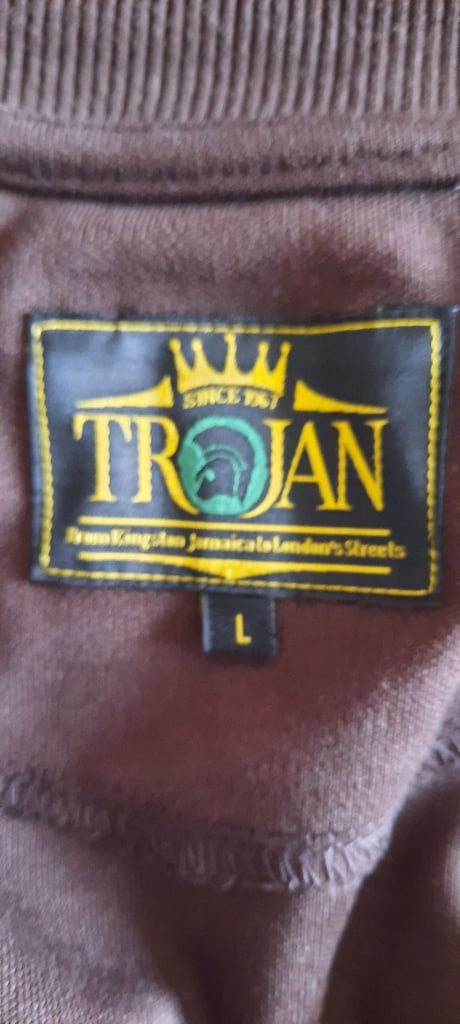 SINCE 1967
TROJAN
From Kingston Jamaica to London's Streets
L